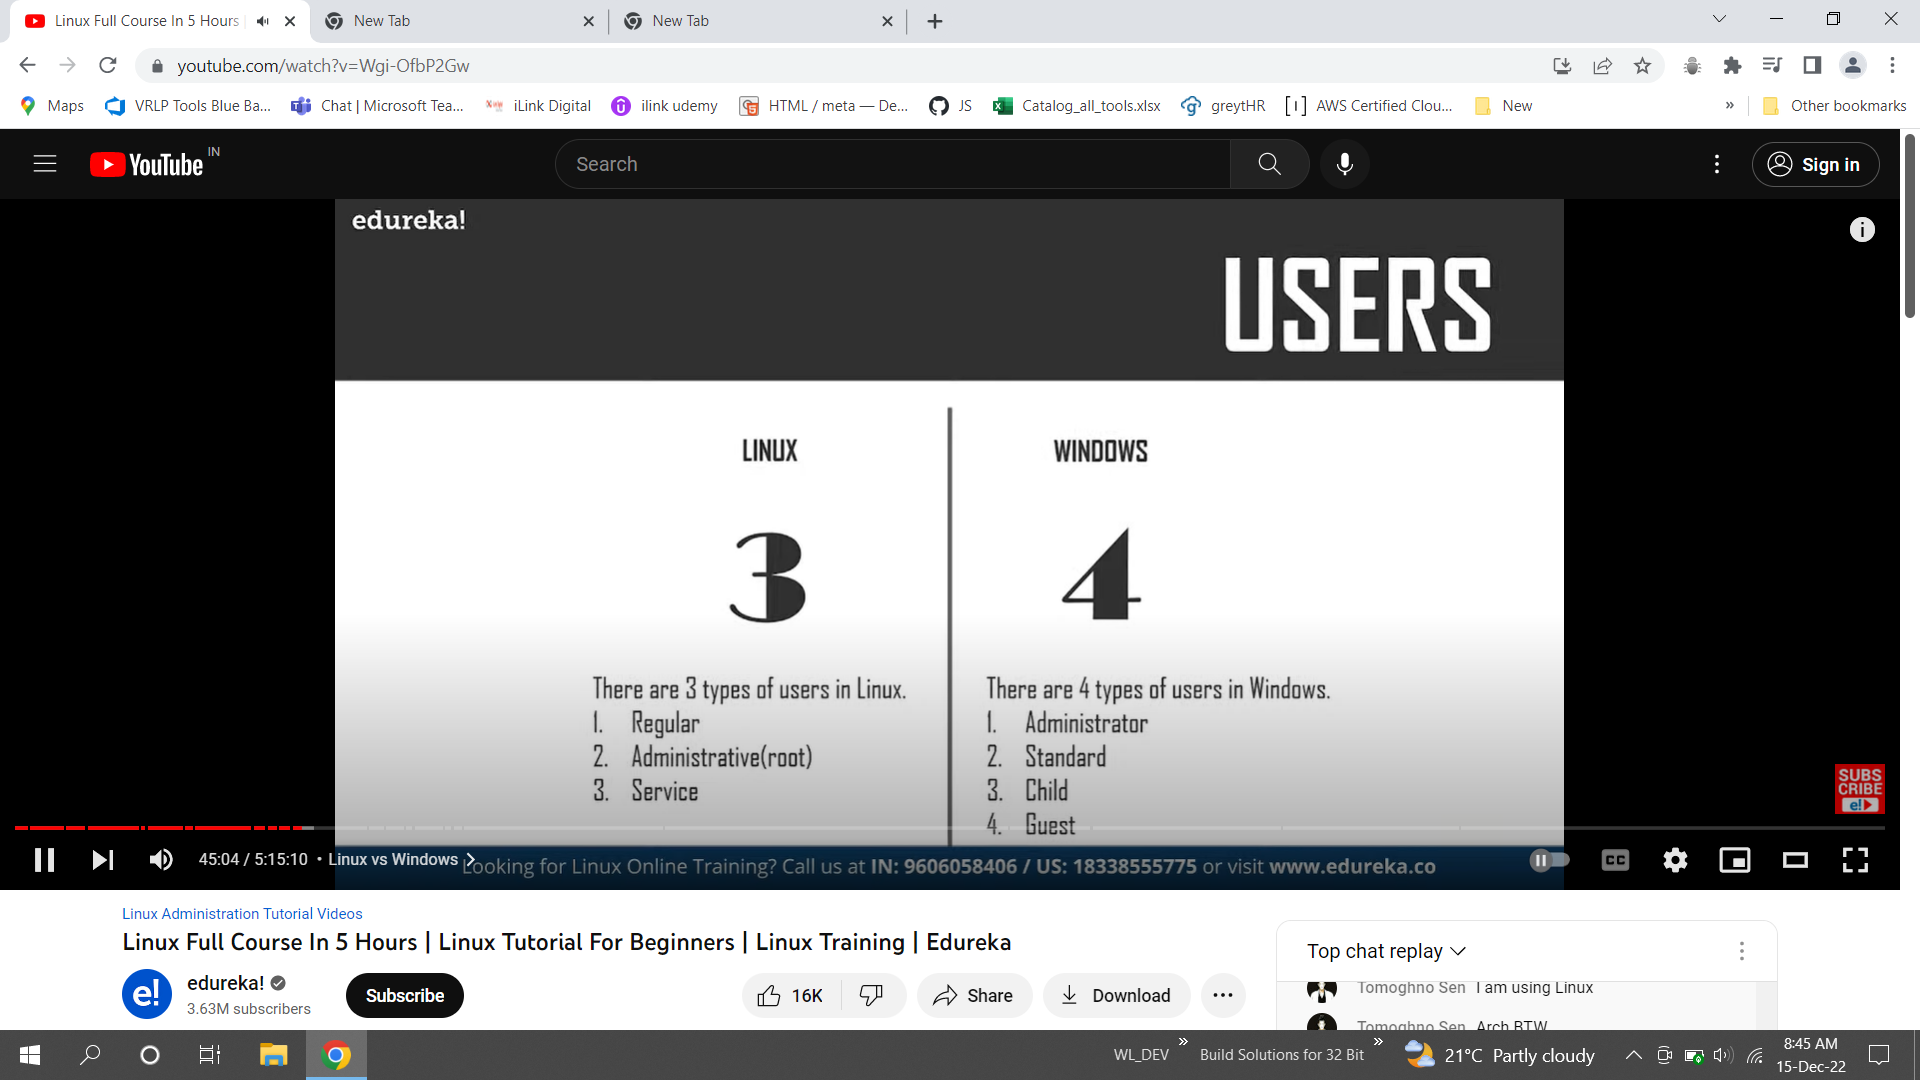 Linux Full Course In 5 Hours
New Tab
New Tab
youtube.com/watch?v=Wgi-OfbP2Gw
Maps
VRLP Tools Blue Ba...
Chat | Microsoft Tea...
iLink Digital
ilink udemy
HTML / meta — De...
JS
Catalog_all_tools.xlsx
greytHR
AWS Certified Clou...
New
»
Other bookmarks
YouTube IN
Search
Sign in
edureka!
USERS
LINUX
WINDOWS
3
4
There are 3 types of users in Linux.
1. Regular
2. Administrative(root)
3. Service
There are 4 types of users in Windows.
1. Administrator
2. Standard
3. Child
4. Guest
SUBS
CRIBE
e!
45:04 / 5:15:10 • Linux vs Windows
CC
Looking for Linux Online Training? Call us at IN: 9606058406 / US: 18338555775 or visit www.edureka.co
Linux Administration Tutorial Videos
Linux Full Course In 5 Hours | Linux Tutorial For Beginners | Linux Training | Edureka
e!
edureka!
3.63M subscribers
Subscribe
16K
Share
Download
Top chat replay
Tomoghno Sen I am using Linux
Tomoghno Sen Arch BTW
WL_DEV »
Build Solutions for 32 Bit »
21°C Partly cloudy
8:45 AM
15-Dec-22